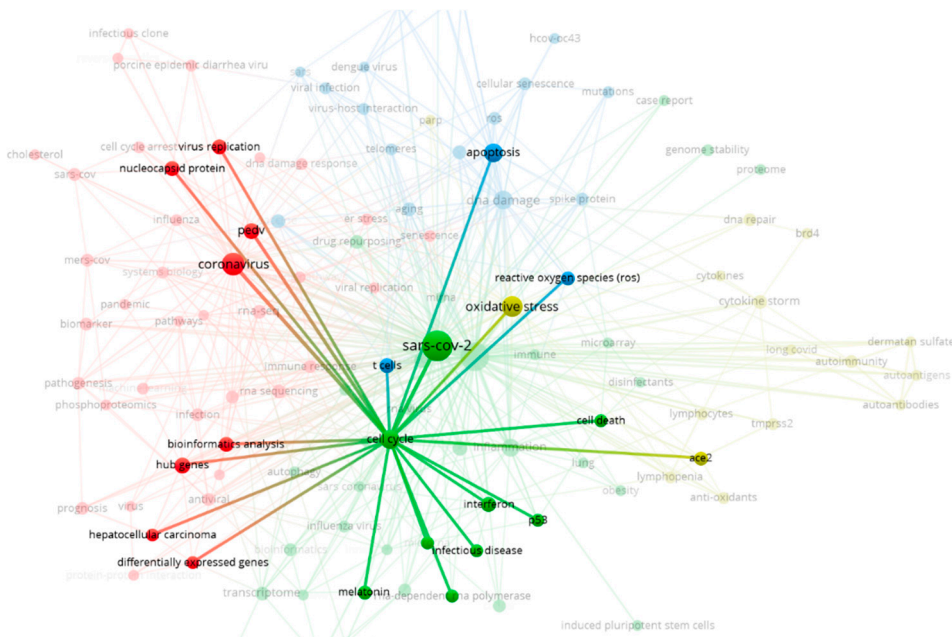 infectious clone
porcine epidemic diarrhea viru
hcov-oc43
sars
dengue virus
viral infection
cellular senescence
mutations
case report
virus-host interaction
parp
ros
cell cycle arrest
virus replication
telomeres
apoptosis
genome stability
cholesterol
nucleocapsid protein
dna damage response
proteome
sars-cov
aging
dna damage
spike protein
influenza
er stress
dna repair
pedv
senescence
drug repurposing
brd4
mers-cov
coronavirus
systems biology
viral replication
reactive oxygen species (ros)
cytokines
mirna
pandemic
rna-seq
oxidative stress
cytokine storm
biomarker
pathways
sars-cov-2
microarray
dermatan sulfate
immune
long covid
immune response
t cells
autoimmunity
autoantigens
pathogenesis
rna sequencing
disinfectants
phosphoproteomics
autoantibodies
infection
cell death
lymphocytes
tmprss2
bioinformatics analysis
cell cycle
inflammation
ace2
hub genes
autophagy
lung
lymphopenia
sars coronavirus
obesity
anti-oxidants
antiviral
prognosis
virus
interferon
influenza virus
p53
hepatocellular carcinoma
bioinformatics
infectious disease
differentially expressed genes
protein-protein interaction
transcriptome
melatonin
rna-dependent rna polymerase
induced pluripotent stem cells